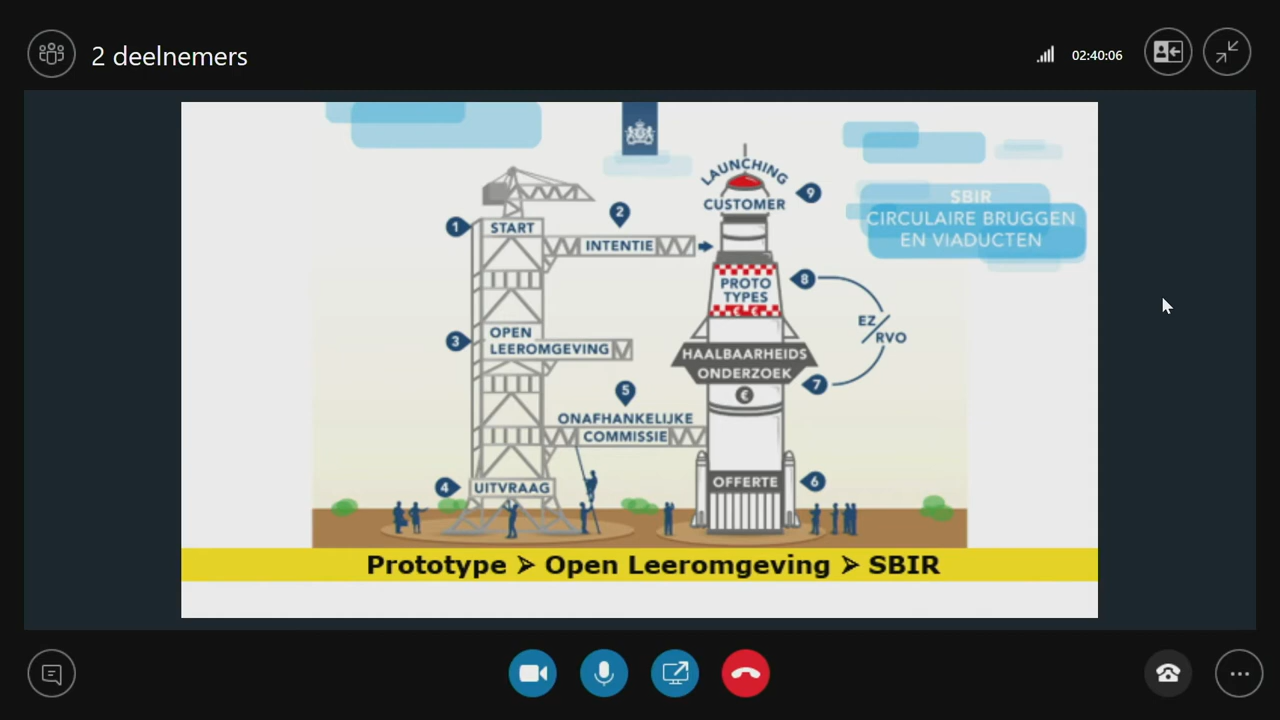 2 deelnemers
02:40:06
LAUNCHING
CUSTOMER
9
SBIR
CIRCULAIRE BRUGGEN
EN VIADUCTEN
1
START
2
INTENTIE
PROTO
TYPES
€ €
8
EZ/
RVO
3
OPEN
LEEROMGEVING
HAALBAARHEIDS
ONDERZOEK
7
€
5
ONAFHANKELIJKE
COMMISSIE
4
UITVRAAG
OFFERTE
6
Prototype ➢ Open Leeromgeving ➢ SBIR